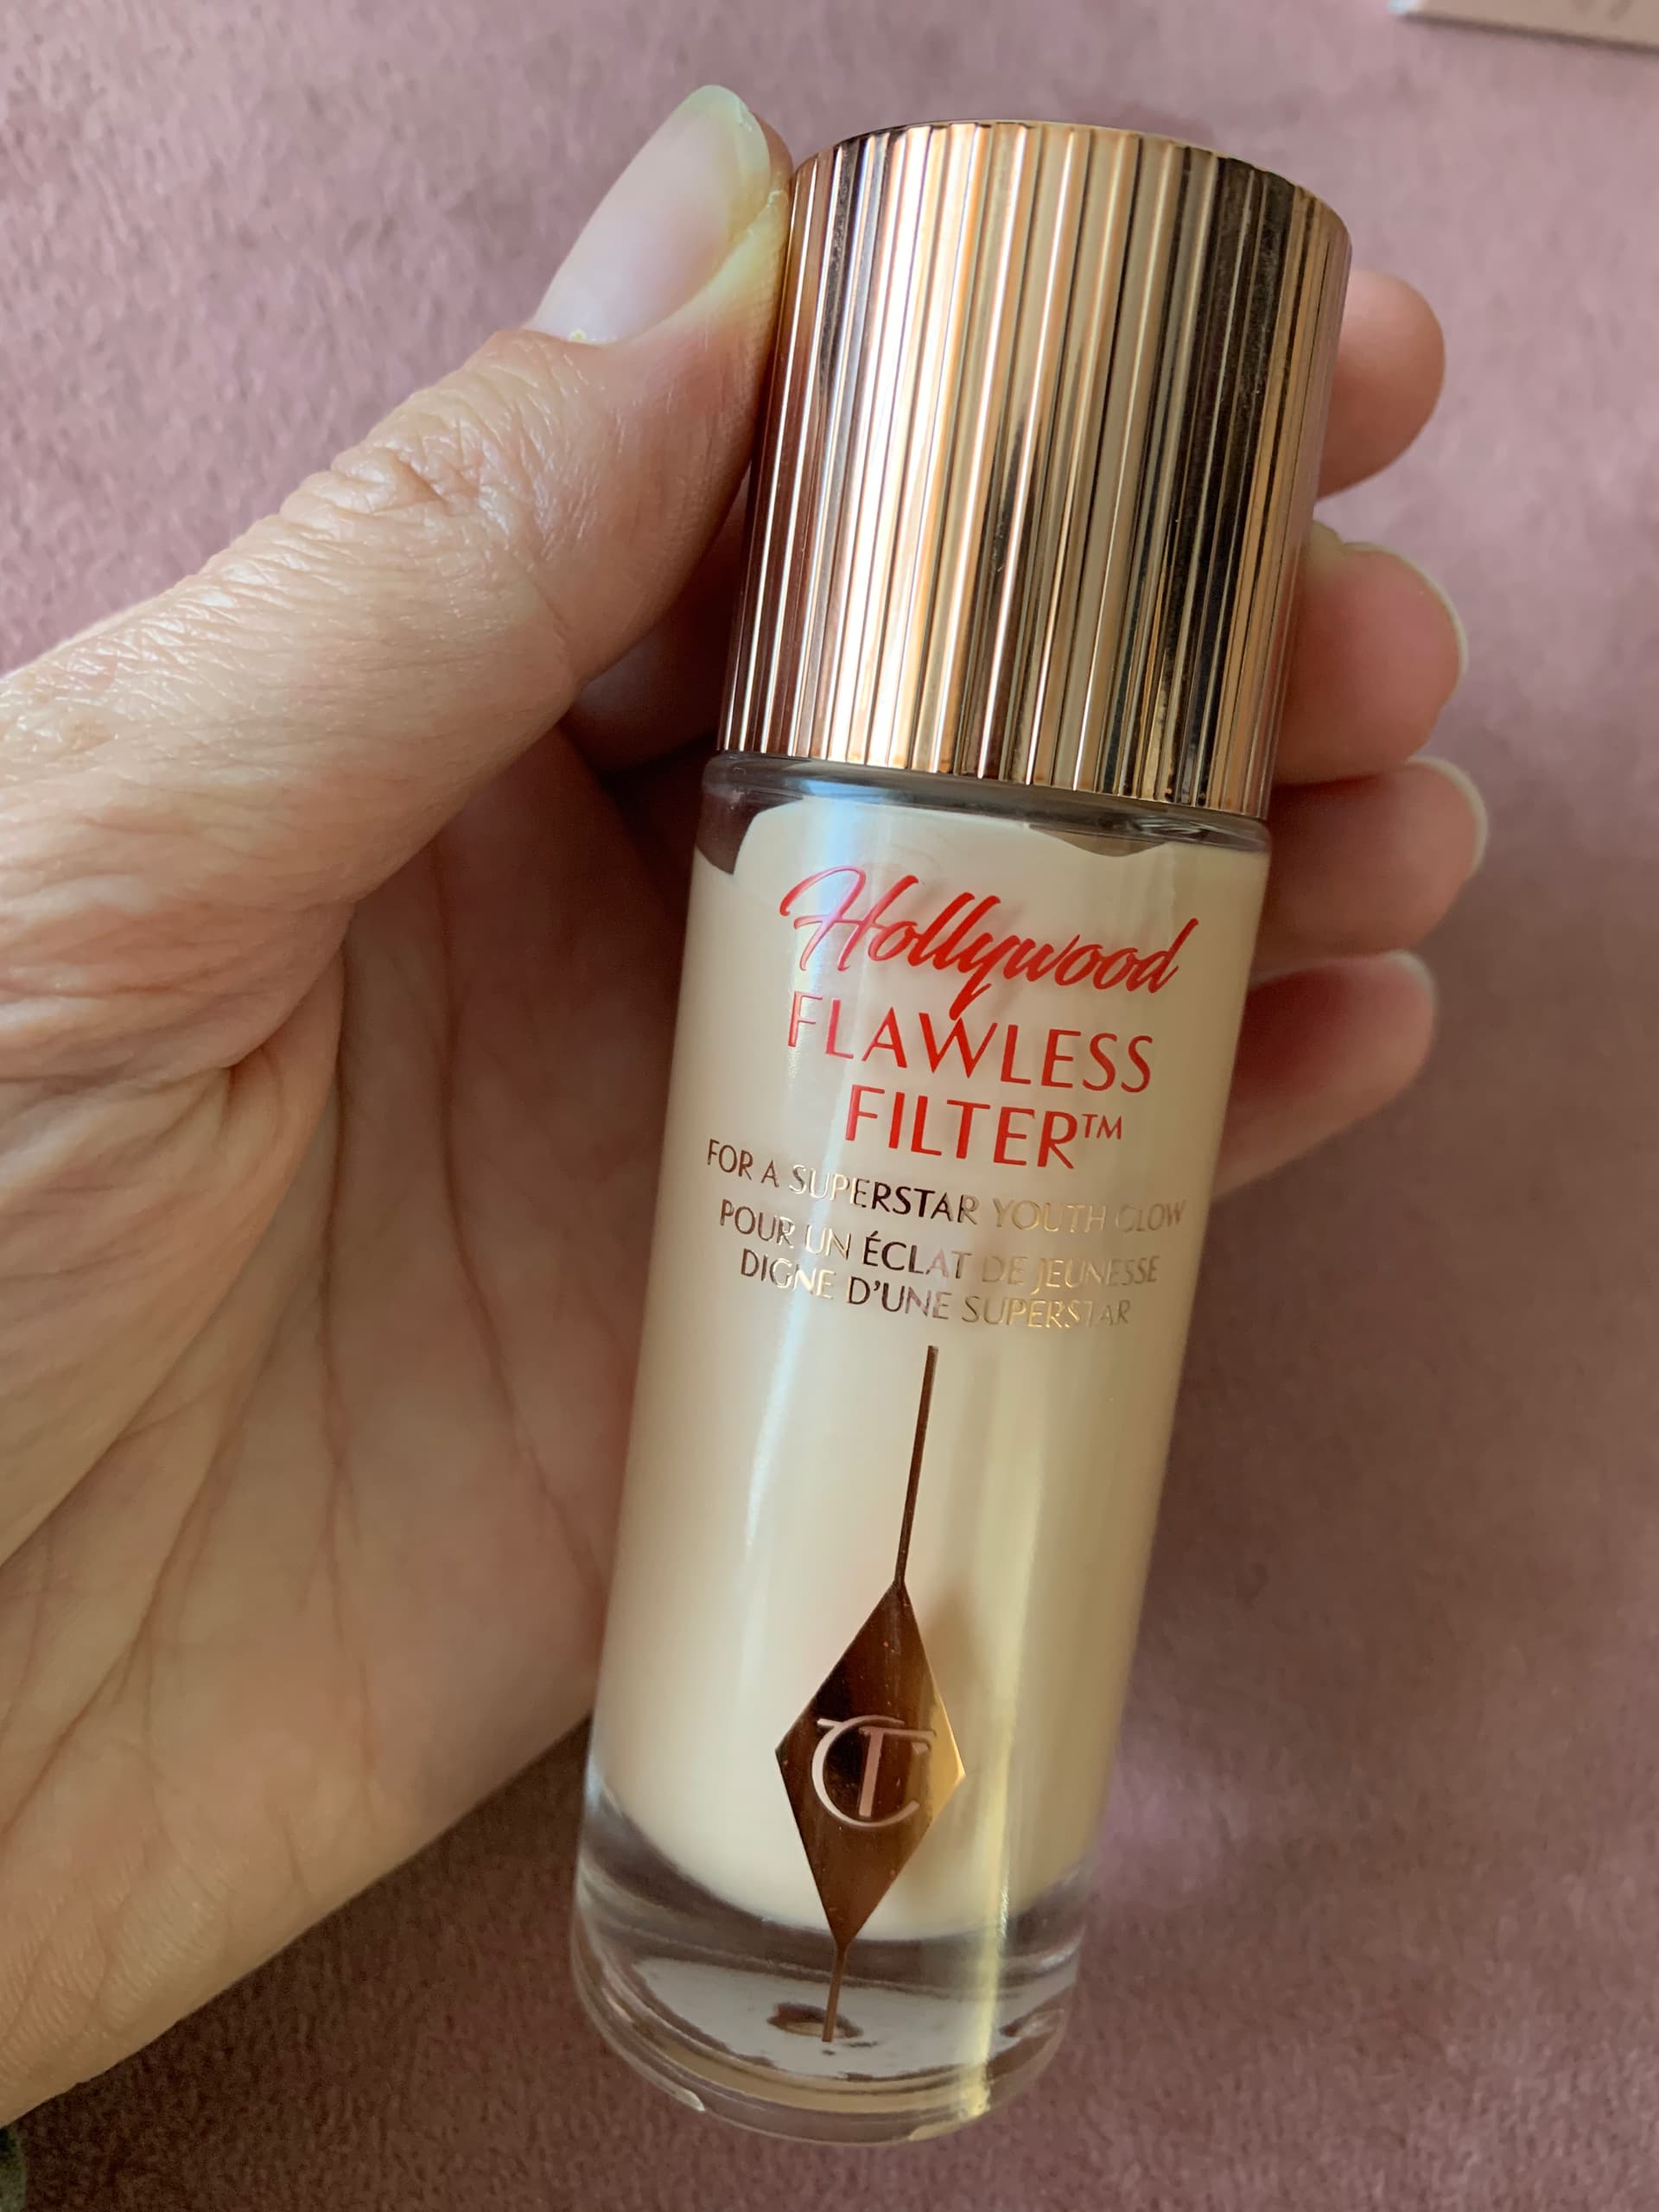 Hollywood
FLAWLESS
FILTER™
FOR A SUPERSTAR YOUTH GLOW
POUR UN ÉCLAT DE JEUNESSE
DIGNE D'UNE SUPERSTAR
CT